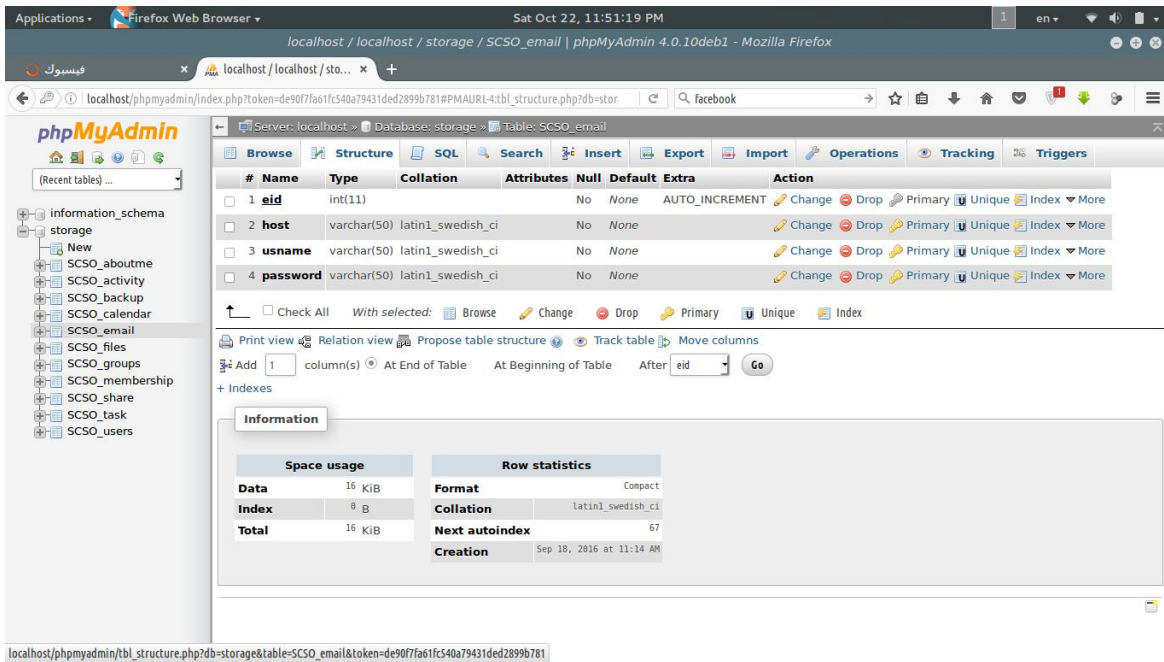 Applications Firefox Web Browser Sat Oct 22, 11:51:19 PM 1 en
localhost / localhost / storage / SCSO_email | phpMyAdmin 4.0.10deb1 - Mozilla Firefox
فيسبوك × localhost / localhost / sto... × +
localhost/phpmyadmin/index.php?token=de90f7fa61fc540a79431ded2899b781#PMAURL-4:tbl_structure.php?db=stor facebook 1
phpMyAdmin
(Recent tables) ...
information_schema
storage
New
SCSO_aboutme
SCSO_activity
SCSO_backup
SCSO_calendar
SCSO_email
SCSO_files
SCSO_groups
SCSO_membership
SCSO_share
SCSO_task
SCSO_users
Server: localhost » Database: storage » Table: SCSO_email
Browse Structure SQL Search Insert Export Import Operations Tracking Triggers
# Name Type Collation Attributes Null Default Extra Action
1 eid int(11) No None AUTO_INCREMENT Change Drop Primary Unique Index More
2 host varchar(50) latin1_swedish_ci No None Change Drop Primary Unique Index More
3 usname varchar(50) latin1_swedish_ci No None Change Drop Primary Unique Index More
4 password varchar(50) latin1_swedish_ci No None Change Drop Primary Unique Index More
Check All With selected: Browse Change Drop Primary Unique Index
Print view Relation view Propose table structure Track table Move columns
Add 1 column(s) At End of Table At Beginning of Table After eid Go
+ Indexes
Information
Space usage
Data 16 KiB
Index 0 B
Total 16 KiB
Row statistics
Format Compact
Collation latin1_swedish_ci
Next autoindex 67
Creation Sep 18, 2016 at 11:14 AM
localhost/phpmyadmin/tbl_structure.php?db=storage&table=SCSO_email&token=de90f7fa61fc540a79431ded2899b781